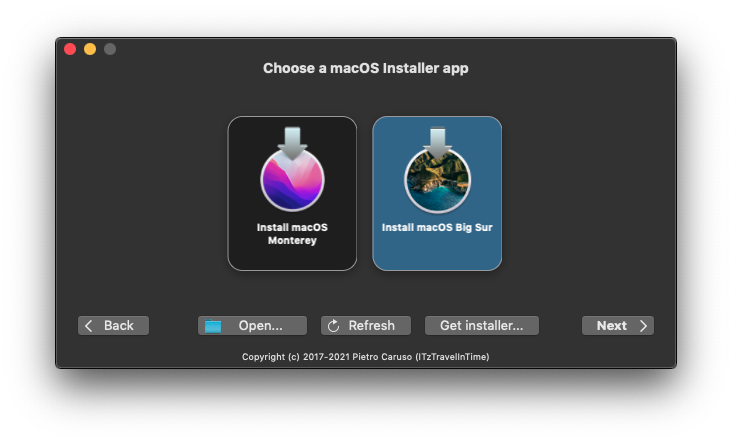 Choose a macOS Installer app
Install macOS
Monterey
Install macOS Big Sur
Back
Open...
Refresh
Get installer...
Next
Copyright (c) 2017-2021 Pietro Caruso (ITzTravelInTime)